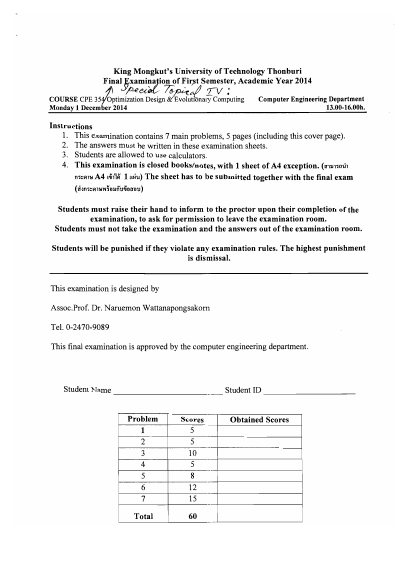 King Mongkut's University of Technology Thonburi
Final Examination of First Semester, Academic Year 2014
Special Topical IV:
COURSE CPE 354 Optimization Design & Evolutionary Computing Computer Engineering Department
Monday 1 December 2014 13.00-16.00h.
Instructions
1. This examination contains 7 main problems, 5 pages (including this cover page).
2. The answers must be written in these examination sheets.
3. Students are allowed to use calculators.
4. This examination is closed books/notes, with 1 sheet of A4 exception. (สามารถนำ
กระดาษ A4 เข้าได้ 1 แผ่น) The sheet has to be submitted together with the final exam
(ส่งกระดาษพร้อมกับข้อสอบ)
Students must raise their hand to inform to the proctor upon their completion of the
examination, to ask for permission to leave the examination room.
Students must not take the examination and the answers out of the examination room.
Students will be punished if they violate any examination rules. The highest punishment
is dismissal.
This examination is designed by
Assoc.Prof. Dr. Naruemon Wattanapongsakorn
Tel. 0-2470-9089
This final examination is approved by the computer engineering department.
Student Name Student ID
Problem Scores Obtained Scores
1 5
2 5
3 10
4 5
5 8
6 12
7 15
Total 60